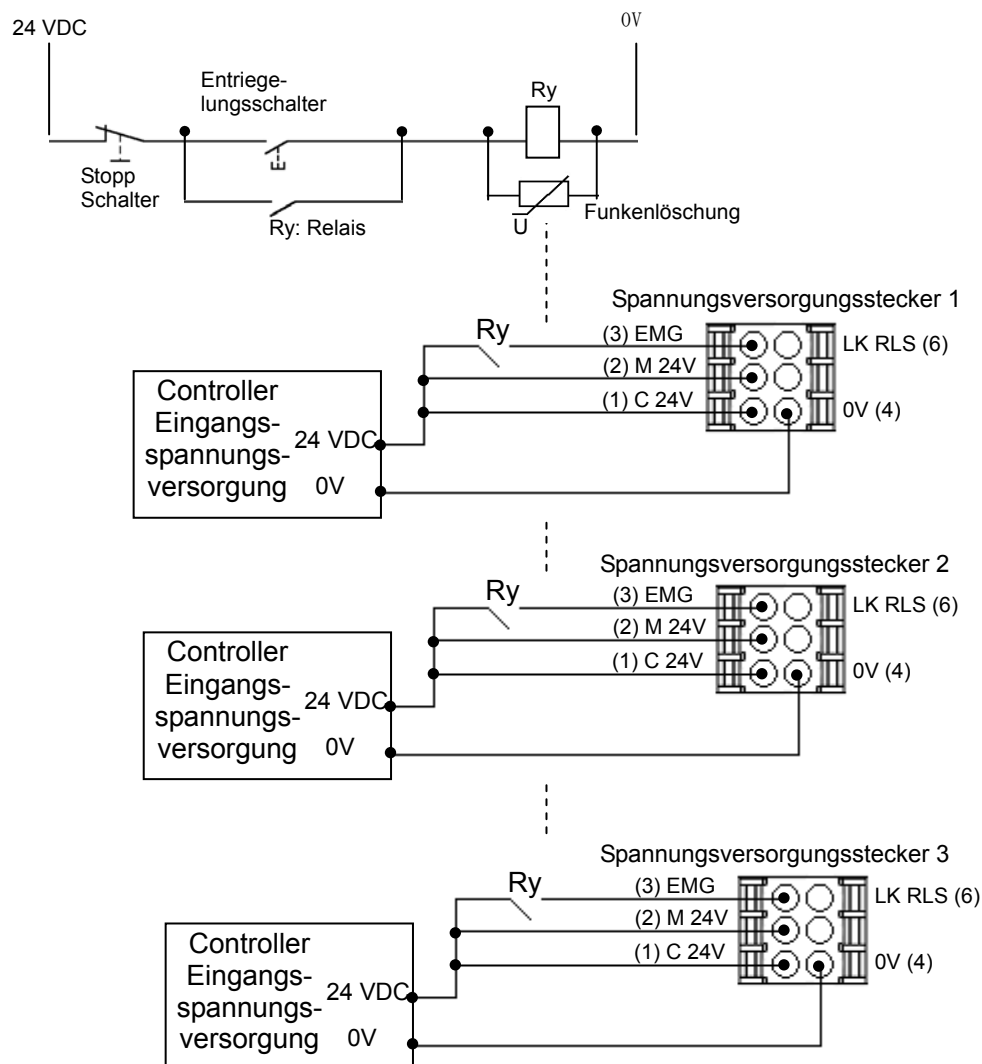 24 VDC
0V
Entriege-
lungsschalter
Ry
Stopp
Schalter
Ry: Relais
U
Funkenlöschung
Spannungsversorgungsstecker 1
Ry
(3) EMG
LK RLS (6)
(2) M 24V
(1) C 24V
0V (4)
Controller
Eingangs-
spannungs-
versorgung
24 VDC
0V
Spannungsversorgungsstecker 2
Ry
(3) EMG
LK RLS (6)
(2) M 24V
(1) C 24V
0V (4)
Controller
Eingangs-
spannungs-
versorgung
24 VDC
0V
Spannungsversorgungsstecker 3
Ry
(3) EMG
LK RLS (6)
(2) M 24V
(1) C 24V
0V (4)
Controller
Eingangs-
spannungs-
versorgung
24 VDC
0V